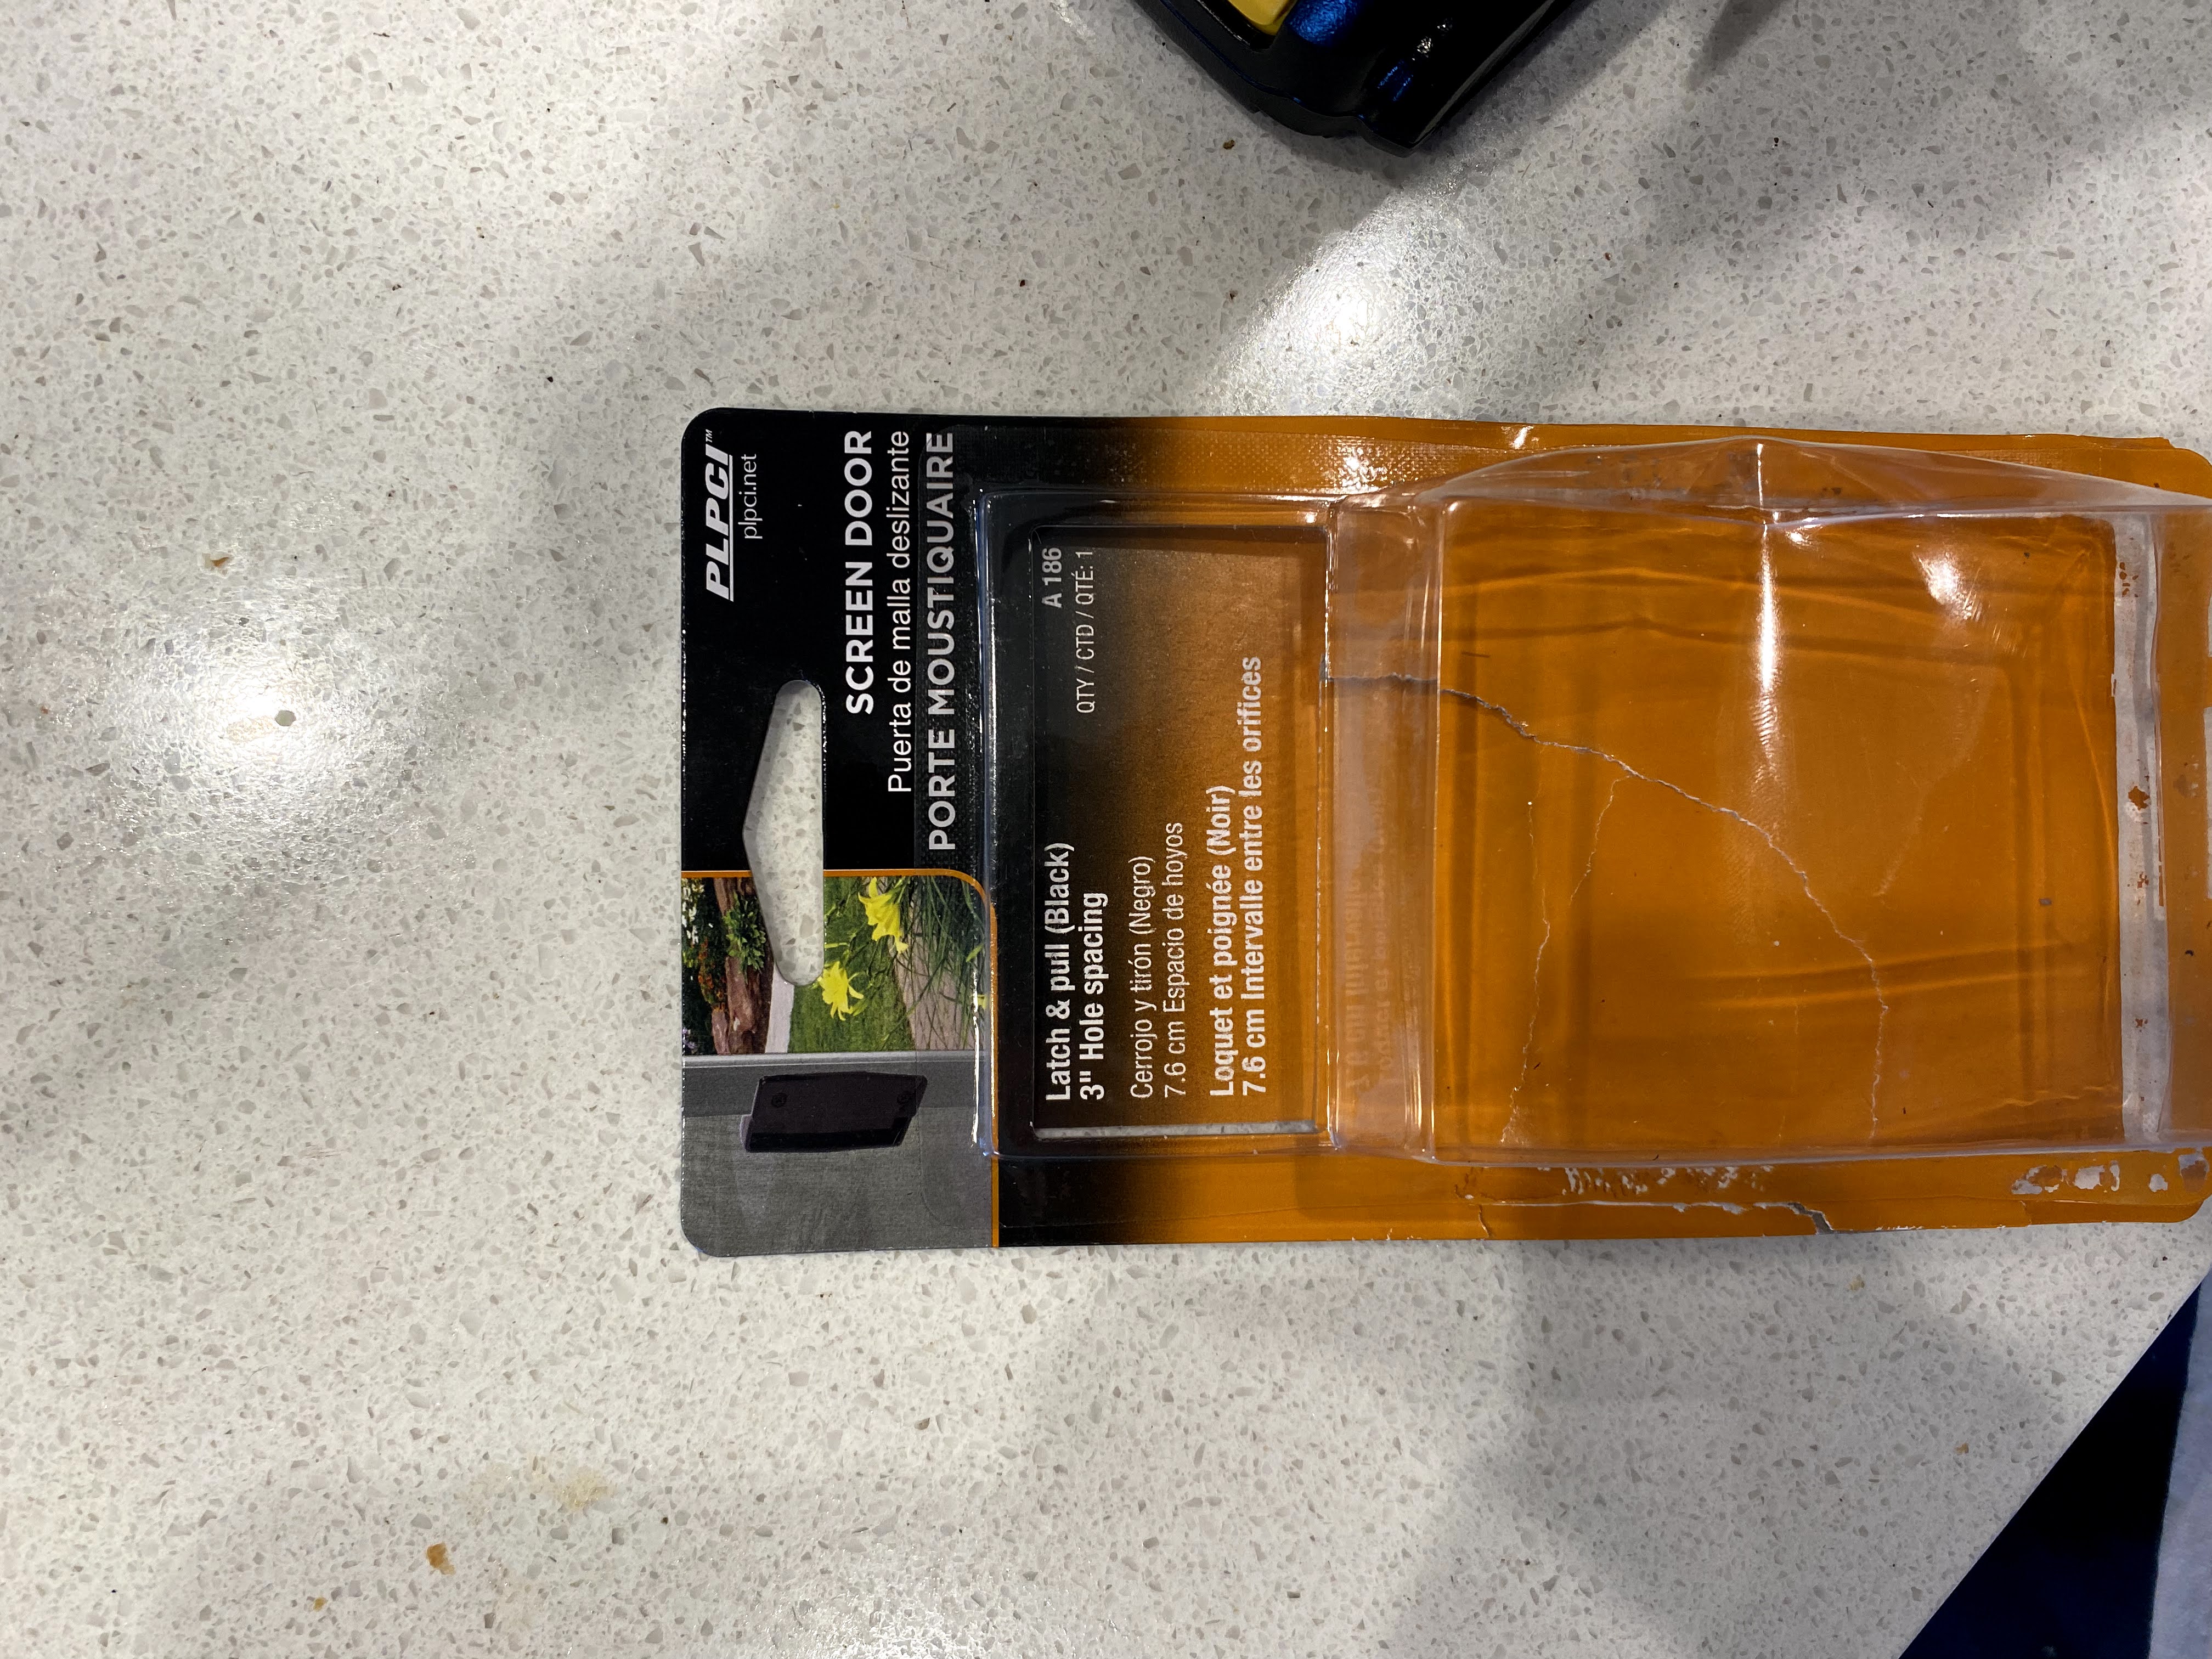 PLPCI™
plpci.net
SCREEN DOOR
Puerta de malla deslizante
PORTE MOUSTIQUAIRE
Latch & pull (Black)
3" Hole spacing
A 186
QTY / CTD / QTÉ: 1
Cerrojo y tirón (Negro)
7.6 cm Espacio de hoyos
Loquet et poignée (Noir)
7.6 cm Intervalle entre les orifices